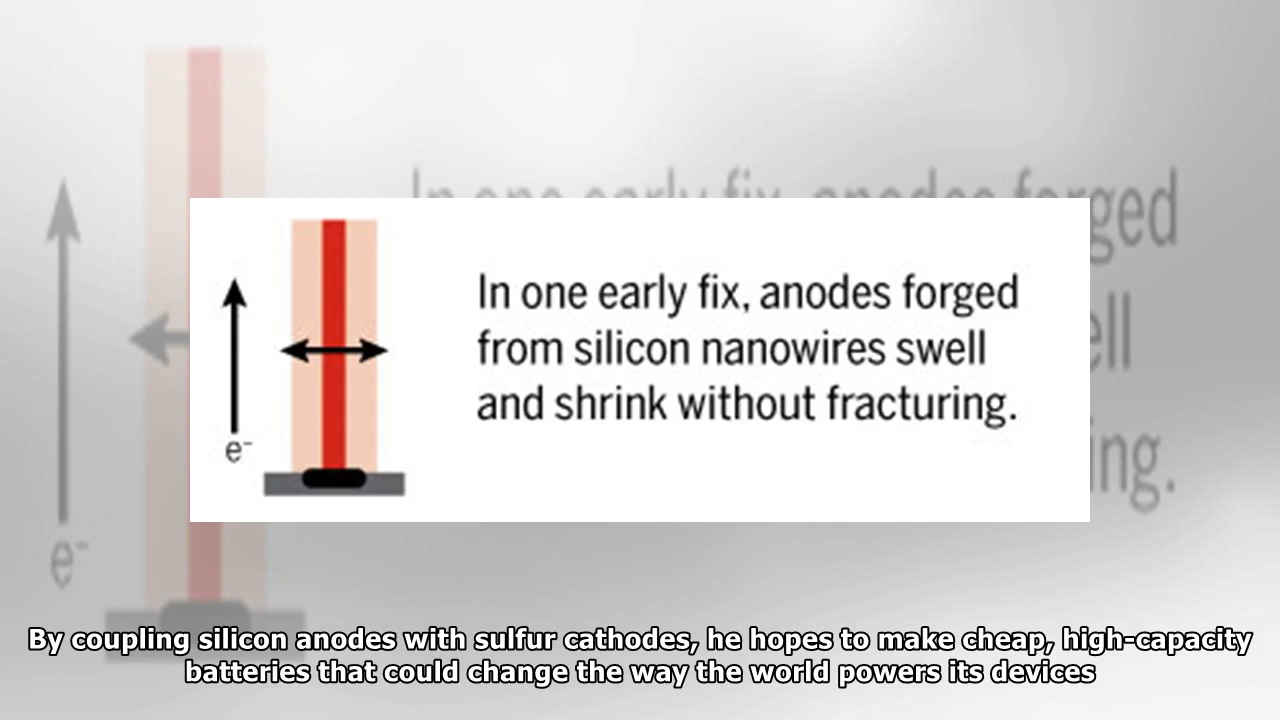 In one early fix, anodes forged
from silicon nanowires swell
and shrink without fracturing.
e⁻
By coupling silicon anodes with sulfur cathodes, he hopes to make cheap, high-capacity
batteries that could change the way the world powers its devices